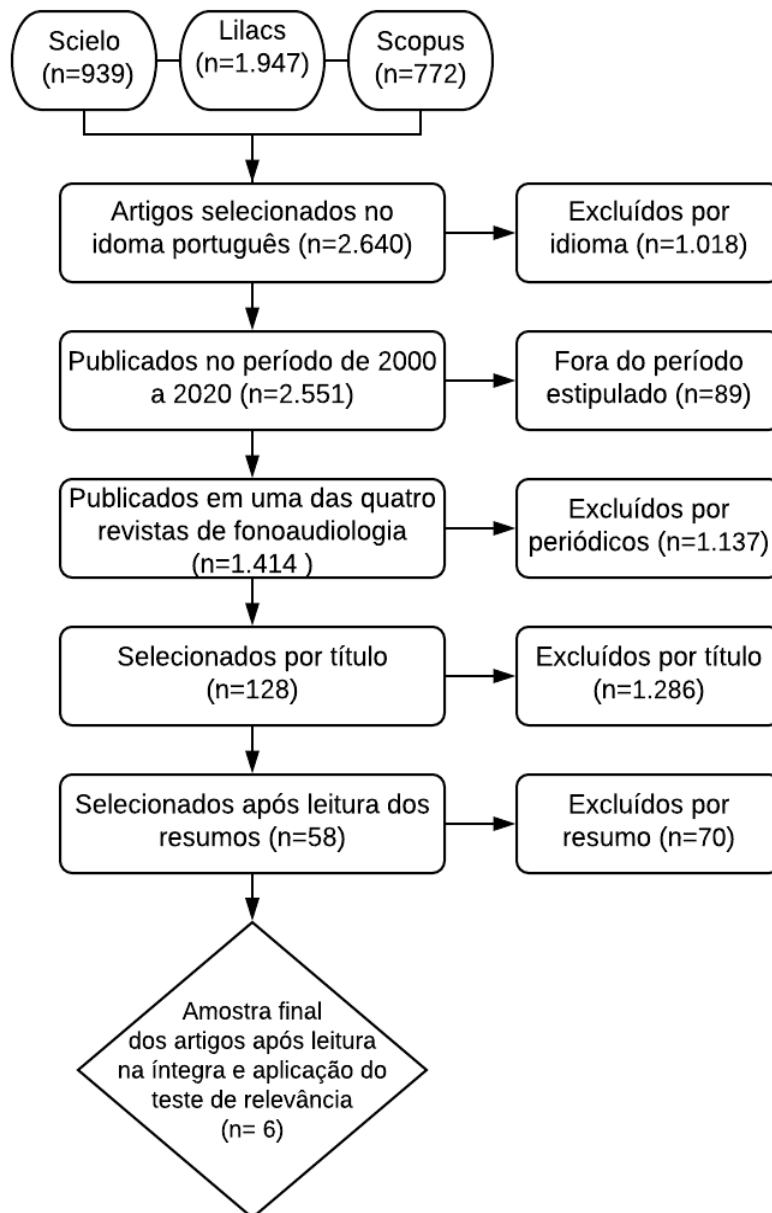 Scielo
(n=939)
Lilacs
(n=1.947)
Scopus
(n=772)
Artigos selecionados no
idoma português (n=2.640)
Excluídos por
idioma (n=1.018)
Publicados no período de 2000
a 2020 (n=2.551)
Fora do período
estipulado (n=89)
Publicados em uma das quatro
revistas de fonoaudiologia
(n=1.414 )
Excluídos por
periódicos (n=1.137)
Selecionados por título
(n=128)
Excluídos por título
(n=1.286)
Selecionados após leitura dos
resumos (n=58)
Excluídos por
resumo (n=70)
Amostra final
dos artigos após leitura
na íntegra e aplicação do
teste de relevância
(n= 6)